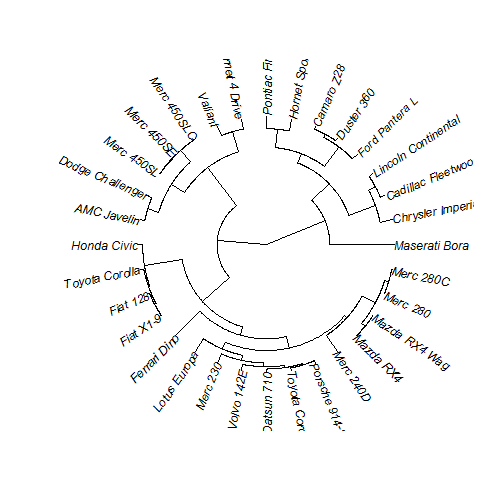 Maserati Bora
Chrysler Imperi
Cadillac Fleetwoo
Lincoln Continental
Ford Pantera L
Duster 360
Camaro Z28
Hornet Spo
Pontiac Fi
rnet 4 Drive
Valiant
Merc 450SLC
Merc 450SE
Merc 450SL
Dodge Challenger
AMC Javelin
Honda Civic
Toyota Corolla
Fiat 128
Fiat X1-9
Ferrari Dino
Lotus Europa
Merc 230
Volvo 142E
Datsun 710
Toyota Coro
Porsche 914-
Merc 240D
Mazda RX4
Mazda RX4 Wag
Merc 280
Merc 280C